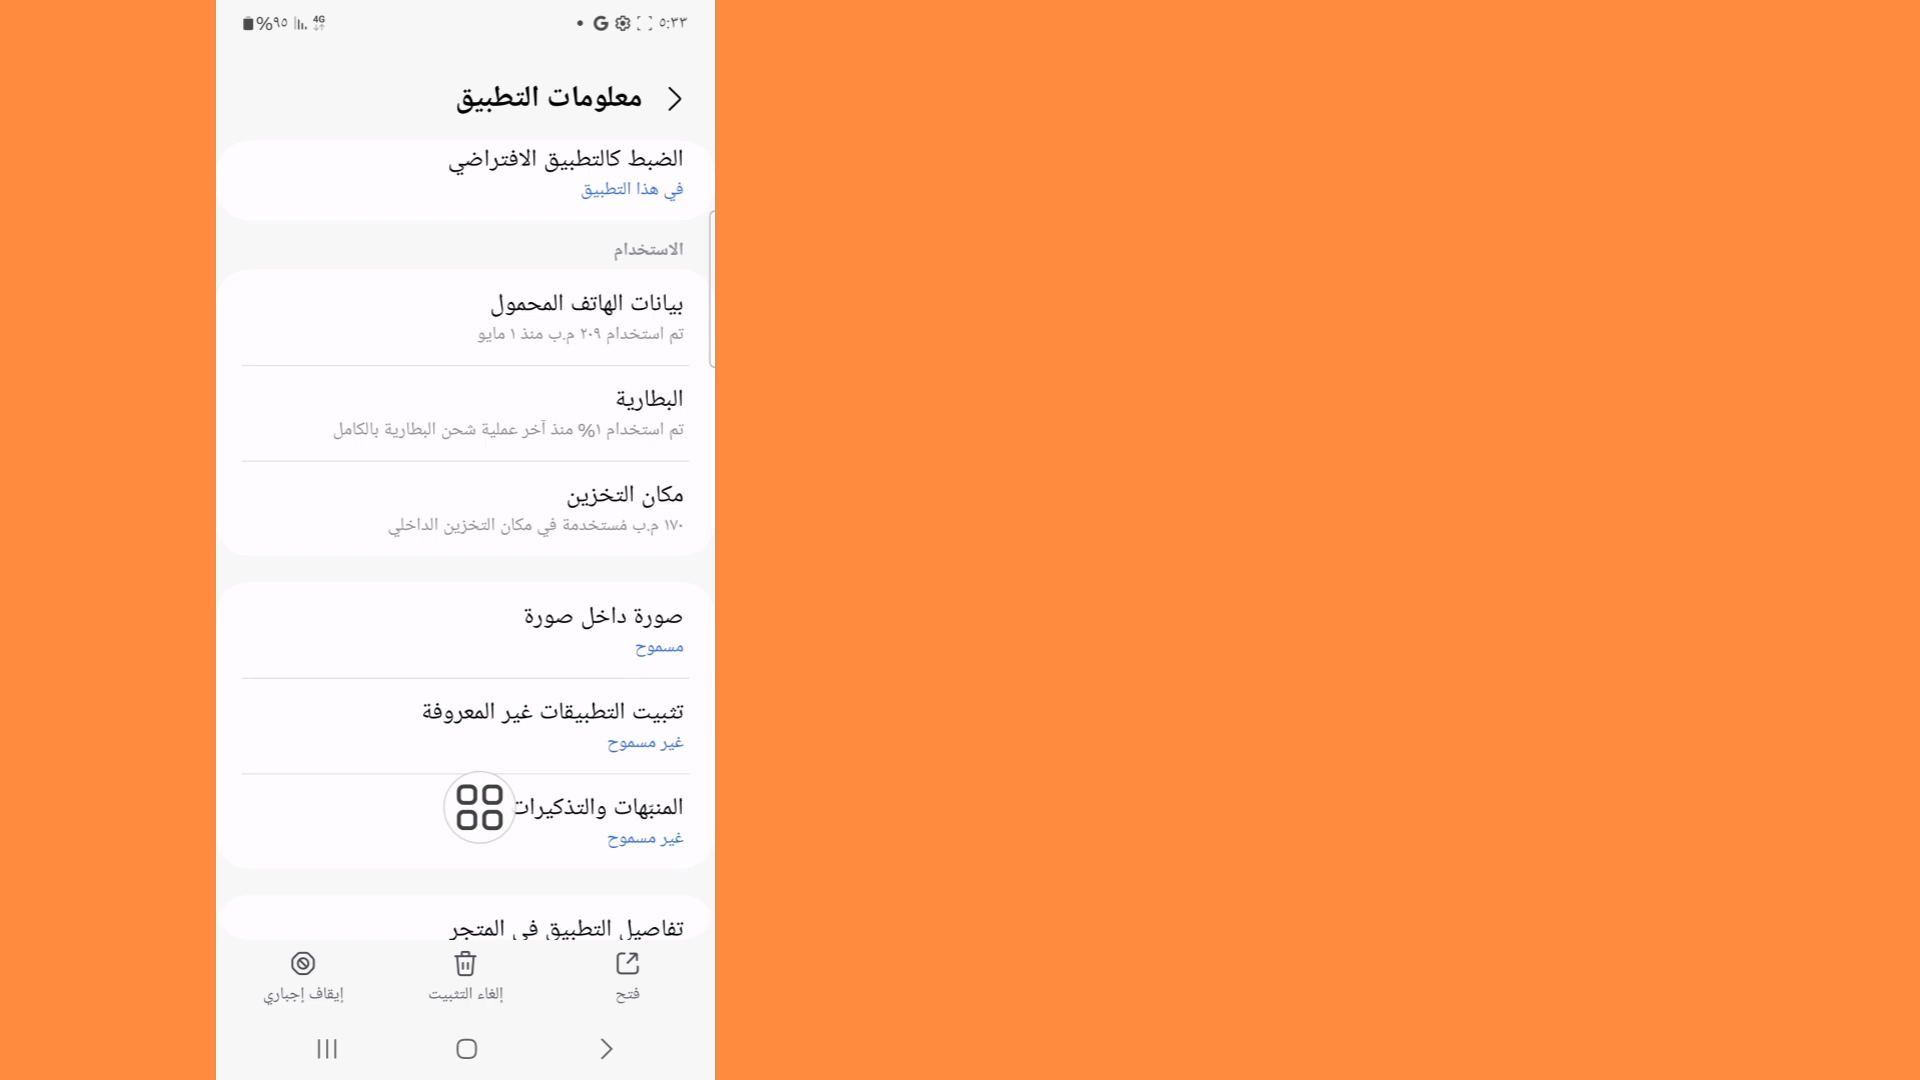 ٥:٣٣ G 4G %٩٥
معلومات التطبيق
الضبط كالتطبيق الافتراضي
في هذا التطبيق
الاستخدام
بيانات الهاتف المحمول
تم استخدام ٢٠٩ م.ب منذ ١ مايو
البطارية
تم استخدام ١% منذ آخر عملية شحن البطارية بالكامل
مكان التخزين
١٧٠ م.ب مُستخدمة في مكان التخزين الداخلي
صورة داخل صورة
مسموح
تثبيت التطبيقات غير المعروفة
غير مسموح
المنبّهات والتذكيرات
غير مسموح
تفاصيل التطبيق في المتجر
فتح
إلغاء التثبيت
إيقاف إجباري